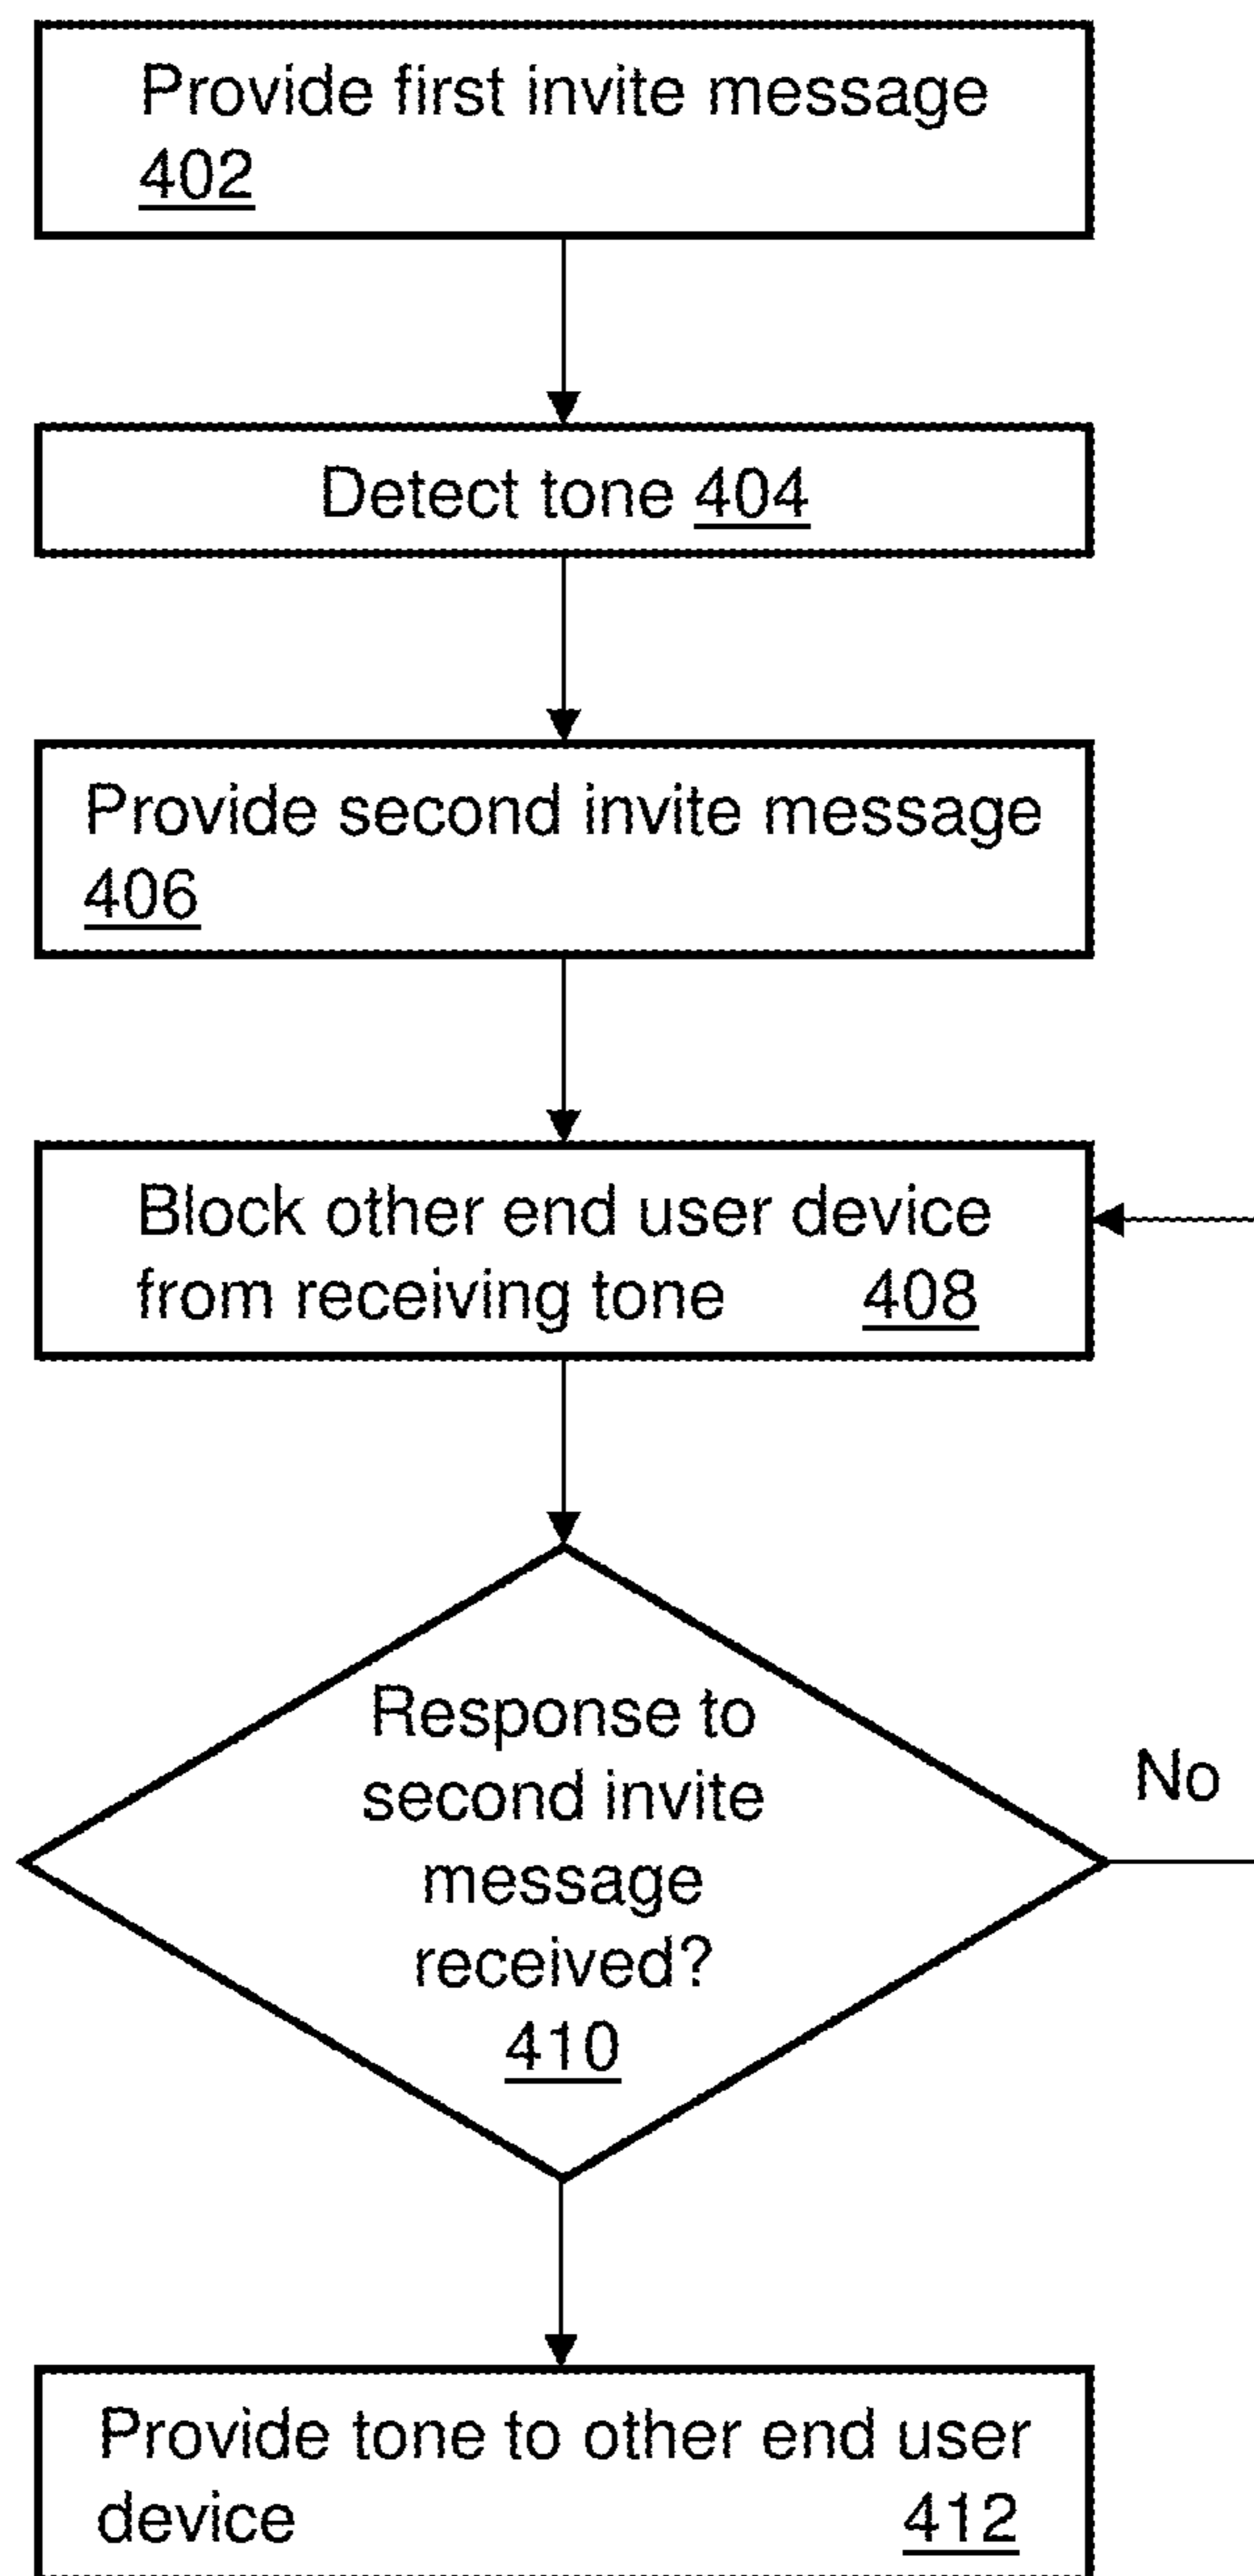 Provide first invite message
402
Detect tone 404
Provide second invite message
406
Block other end user device
from receiving tone 408
Response to
second invite
message
received?
410
No
Provide tone to other end user
device 412